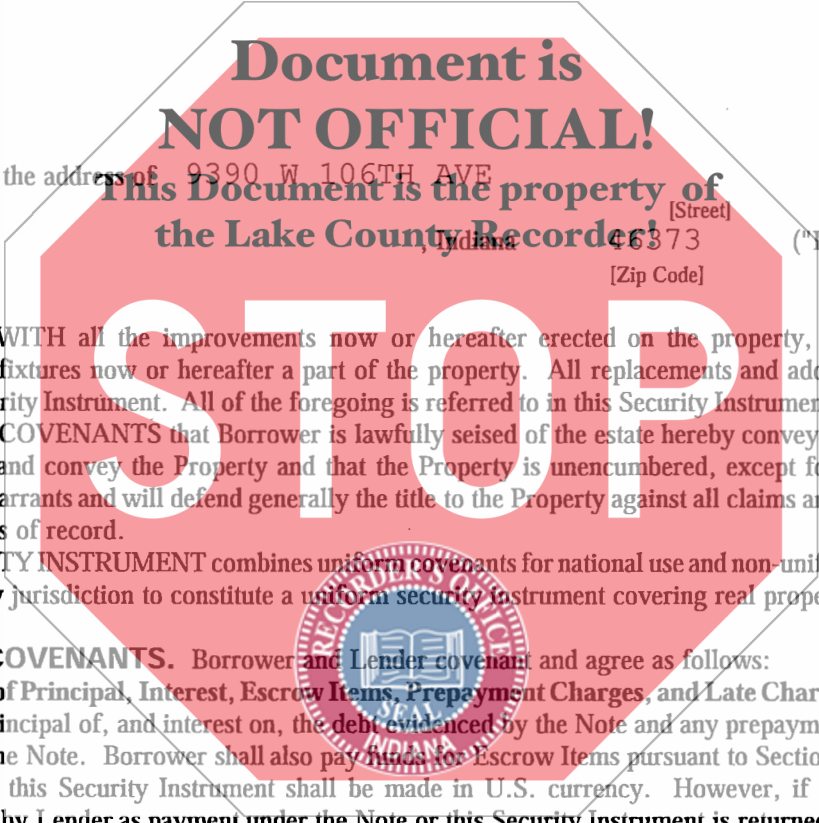 Document is
NOT OFFICIAL!
the address of 9390 W 106TH AVE
This Document is the property of
[Street]
the Lake County Recorder!
, Indiana 46373 ("P
[Zip Code]
STOP
WITH all the improvements now or hereafter erected on the property,
fixtures now or hereafter a part of the property. All replacements and add
rity Instrument. All of the foregoing is referred to in this Security Instrumen
COVENANTS that Borrower is lawfully seised of the estate hereby convey
and convey the Property and that the Property is unencumbered, except fo
arrants and will defend generally the title to the Property against all claims an
s of record.
TY INSTRUMENT combines uniform covenants for national use and non-unif
y jurisdiction to constitute a uniform security instrument covering real prope
RECORDER'S OFFICE
SEAL
INDIANA
COVENANTS. Borrower and Lender covenant and agree as follows:
of Principal, Interest, Escrow Items, Prepayment Charges, and Late Char
incipal of, and interest on, the debt evidenced by the Note and any prepaym
he Note. Borrower shall also pay funds for Escrow Items pursuant to Sectio
this Security Instrument shall be made in U.S. currency. However, if
by Lender as payment under the Note or this Security Instrument is returned